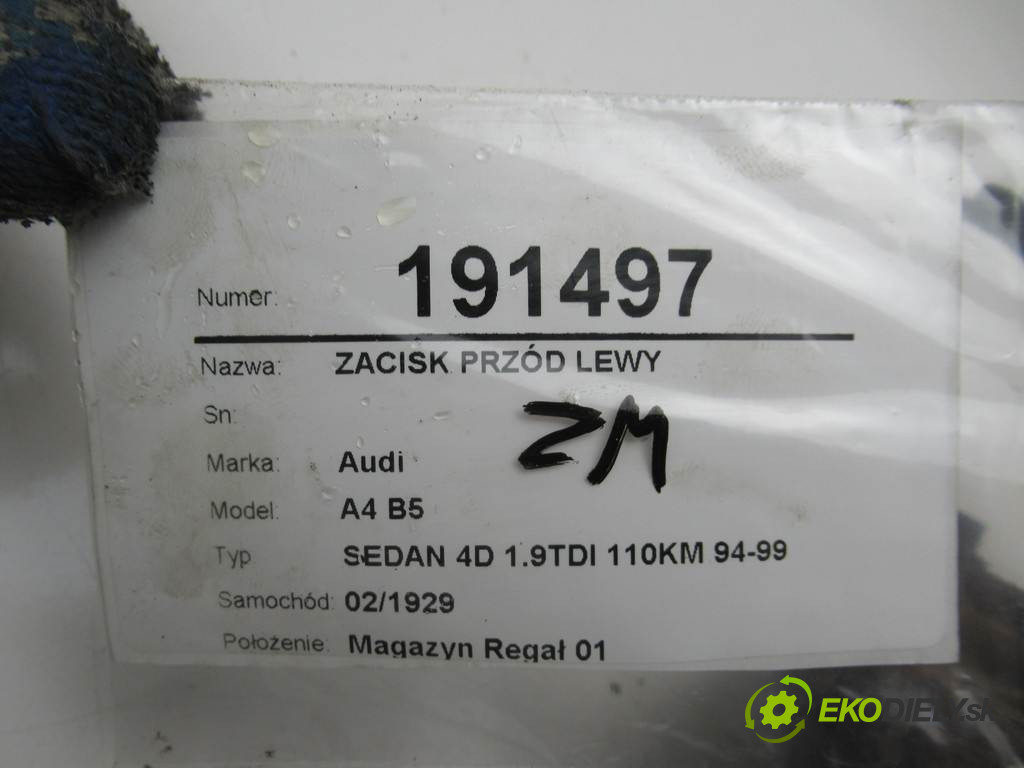 Numer: 191497
Nazwa: ZACISK PRZÓD LEWY
Sn:
ZM
Marka: Audi
Model: A4 B5
Typ SEDAN 4D 1.9TDI 110KM 94-99
Samochód: 02/1929
Położenie: Magazyn Regał 01
EKODIELY.sk